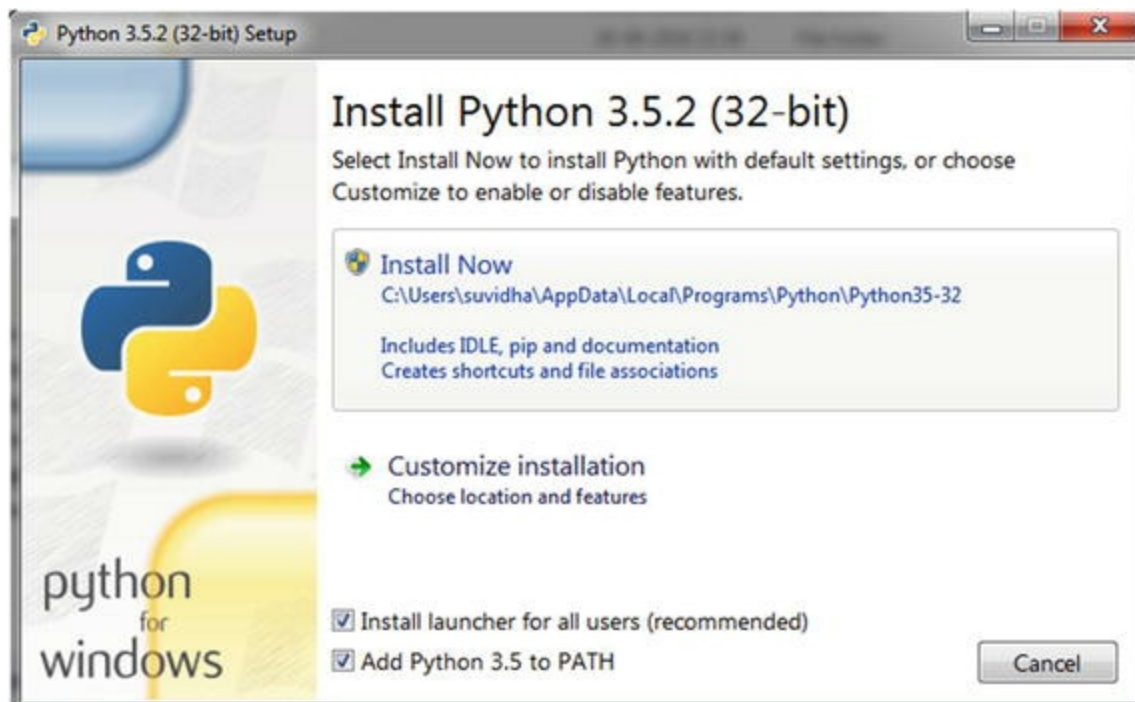 Python 3.5.2 (32-bit) Setup
Install Python 3.5.2 (32-bit)
Select Install Now to install Python with default settings, or choose
Customize to enable or disable features.
Install Now
C:\Users\suvidha\AppData\Local\Programs\Python\Python35-32
Includes IDLE, pip and documentation
Creates shortcuts and file associations
Customize installation
Choose location and features
python
for
windows
Install launcher for all users (recommended)
Add Python 3.5 to PATH
Cancel